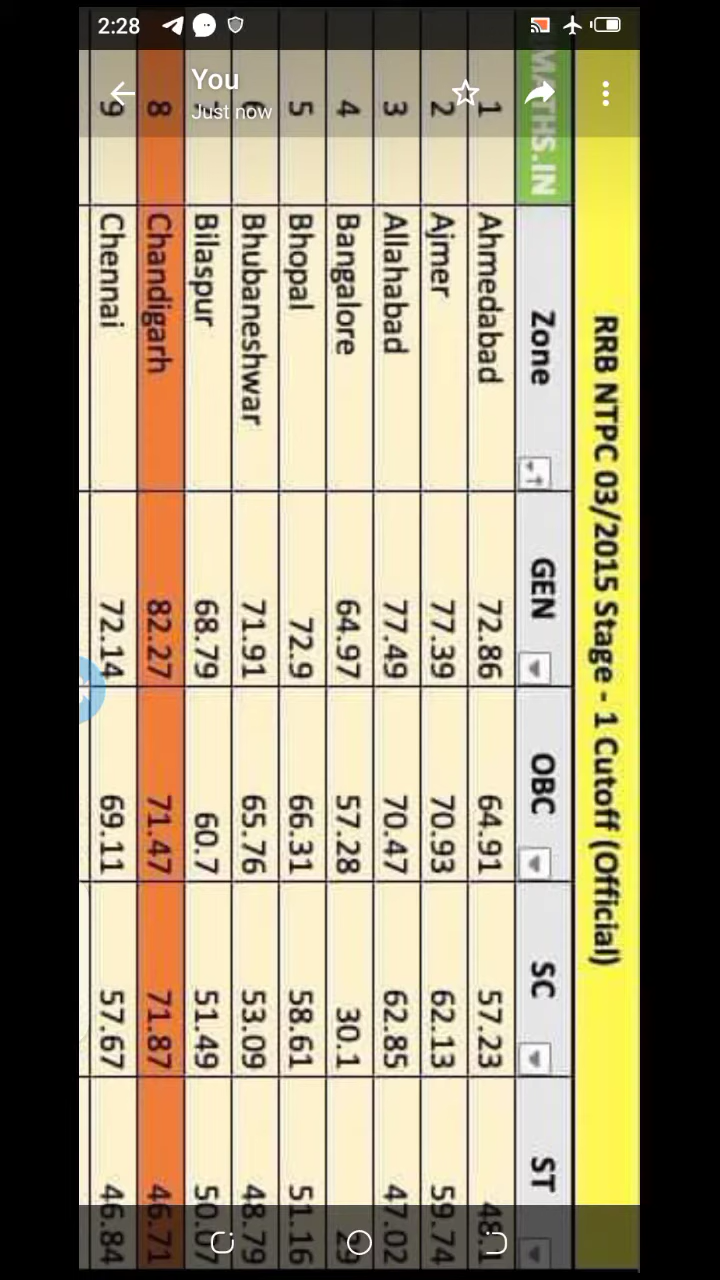 2:28
You
Just now
RRB NTPC 03/2015 Stage - 1 Cutoff (Official)
MATHS.IN Zone GEN OBC SC ST
1 Ahmedabad 72.86 64.91 57.23 48.1
2 Ajmer 77.39 70.93 62.13 59.74
3 Allahabad 77.49 70.47 62.85 47.02
4 Bangalore 64.97 57.28 30.1 29
5 Bhopal 72.9 66.31 58.61 51.16
6 Bhubaneshwar 71.91 65.76 53.09 48.79
Bilaspur 68.79 60.7 51.49 50.07
8 Chandigarh 82.27 71.47 71.87 46.71
9 Chennai 72.14 69.11 57.67 46.84